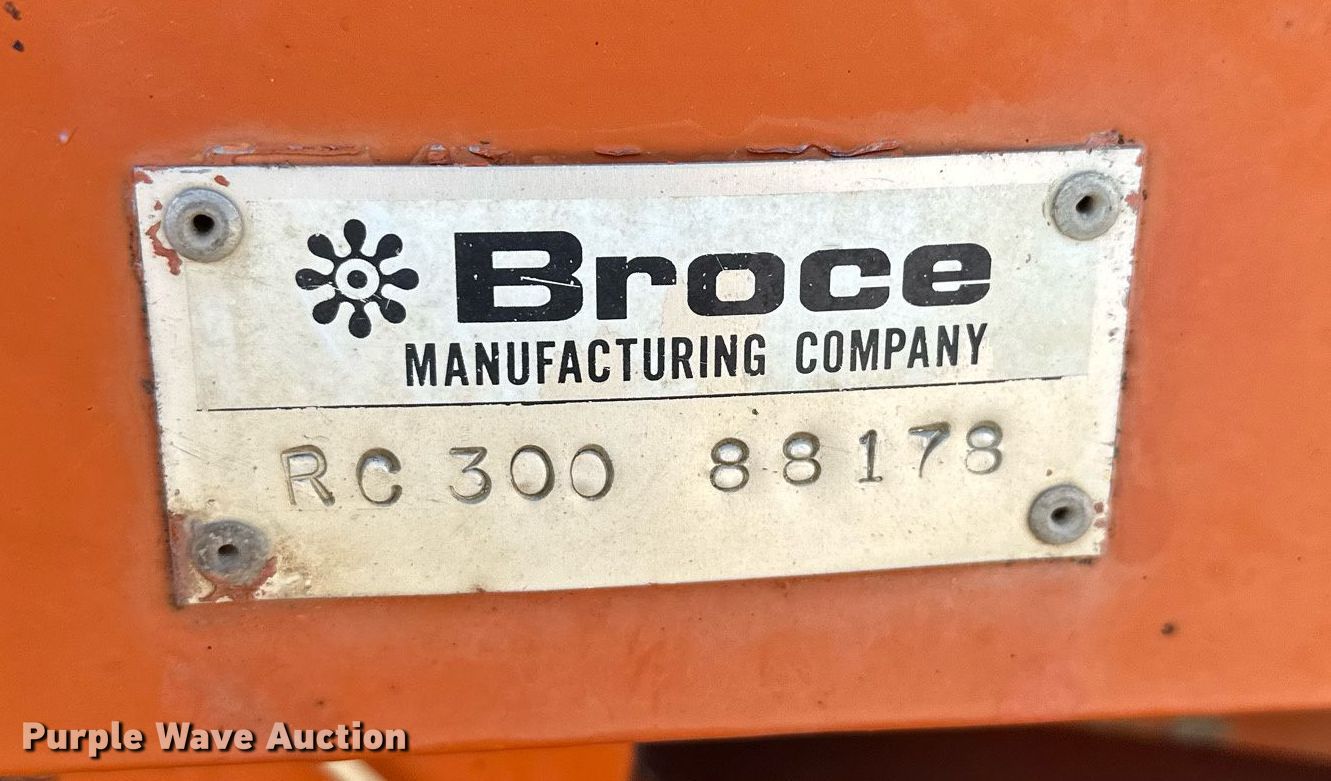 Broce
MANUFACTURING COMPANY
RC 300 88178
Purple Wave Auction